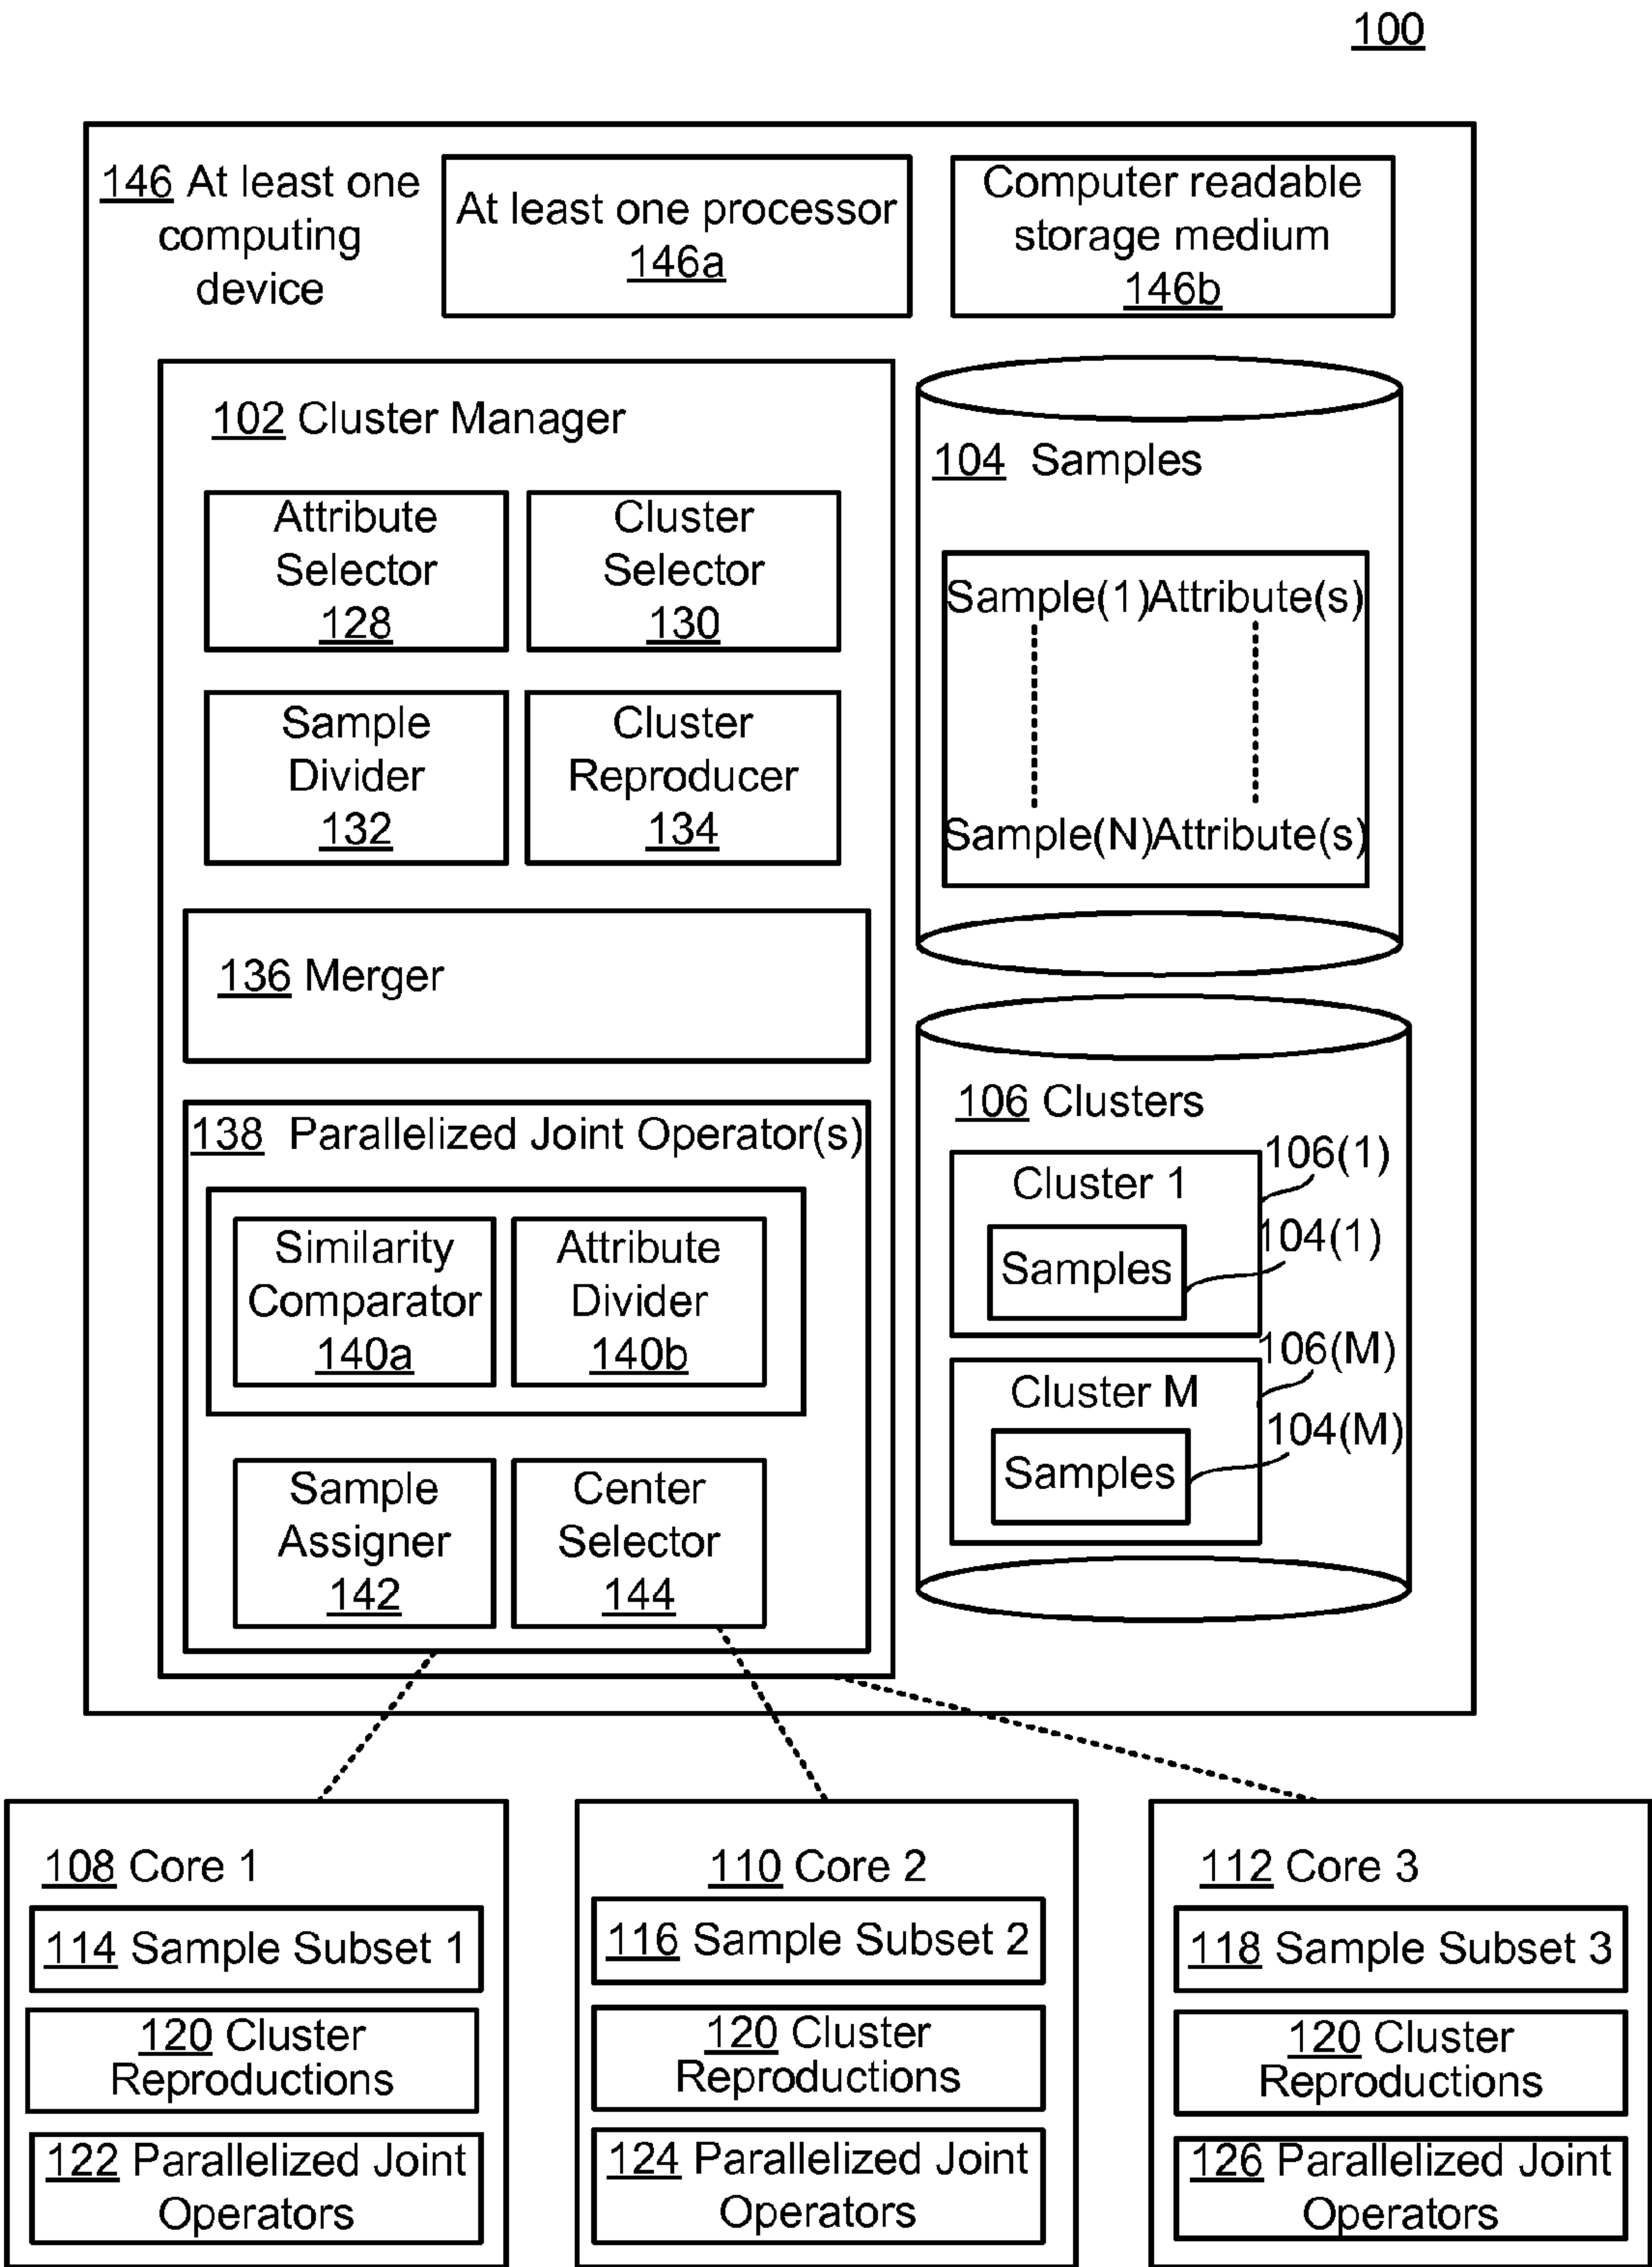 100
146 At least one
computing
device
At least one processor
146a
Computer readable
storage medium
146b
102 Cluster Manager
Attribute
Selector
128
Cluster
Selector
130
Sample
Divider
132
Cluster
Reproducer
134
136 Merger
138 Parallelized Joint Operator(s)
Similarity
Comparator
140a
Attribute
Divider
140b
Sample
Assigner
142
Center
Selector
144
104 Samples
Sample(1)Attribute(s)
Sample(N)Attribute(s)
106 Clusters
Cluster 1
106(1)
Samples
104(1)
Cluster M
106(M)
Samples
104(M)
108 Core 1
114 Sample Subset 1
120 Cluster
Reproductions
122 Parallelized Joint
Operators
110 Core 2
116 Sample Subset 2
120 Cluster
Reproductions
124 Parallelized Joint
Operators
112 Core 3
118 Sample Subset 3
120 Cluster
Reproductions
126 Parallelized Joint
Operators